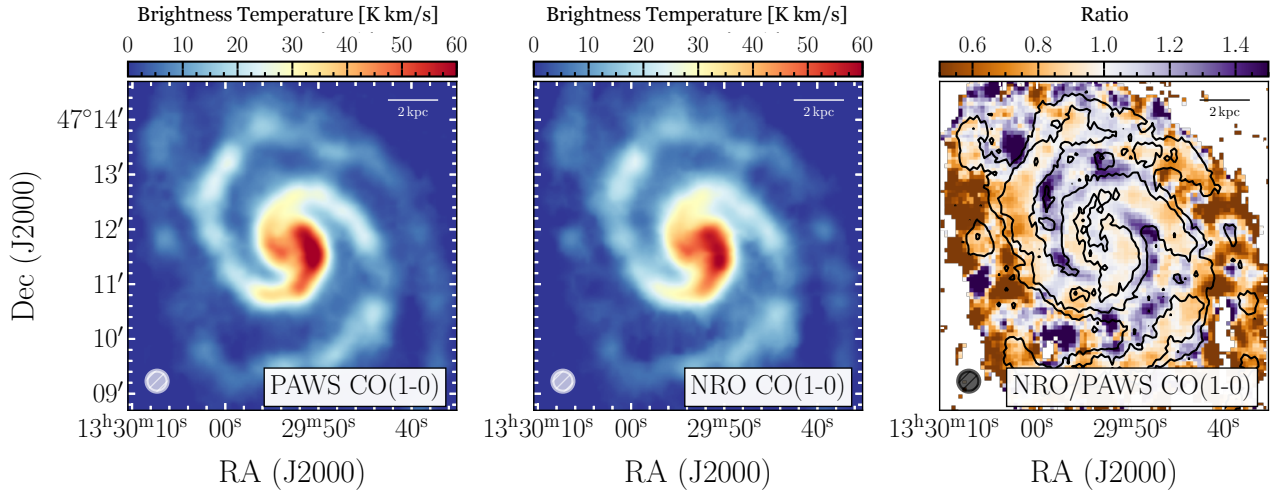 Brightness Temperature [K km/s]
0 10 20 30 40 50 60
2 kpc
47°14′
13′
12′
11′
10′
09′
Dec (J2000)
PAWS CO(1-0)
13ʰ30ᵐ10ˢ 00ˢ 29ᵐ50ˢ 40ˢ
RA (J2000)
Brightness Temperature [K km/s]
0 10 20 30 40 50 60
2 kpc
NRO CO(1-0)
13ʰ30ᵐ10ˢ 00ˢ 29ᵐ50ˢ 40ˢ
RA (J2000)
Ratio
0.6 0.8 1.0 1.2 1.4
2 kpc
NRO/PAWS CO(1-0)
13ʰ30ᵐ10ˢ 00ˢ 29ᵐ50ˢ 40ˢ
RA (J2000)